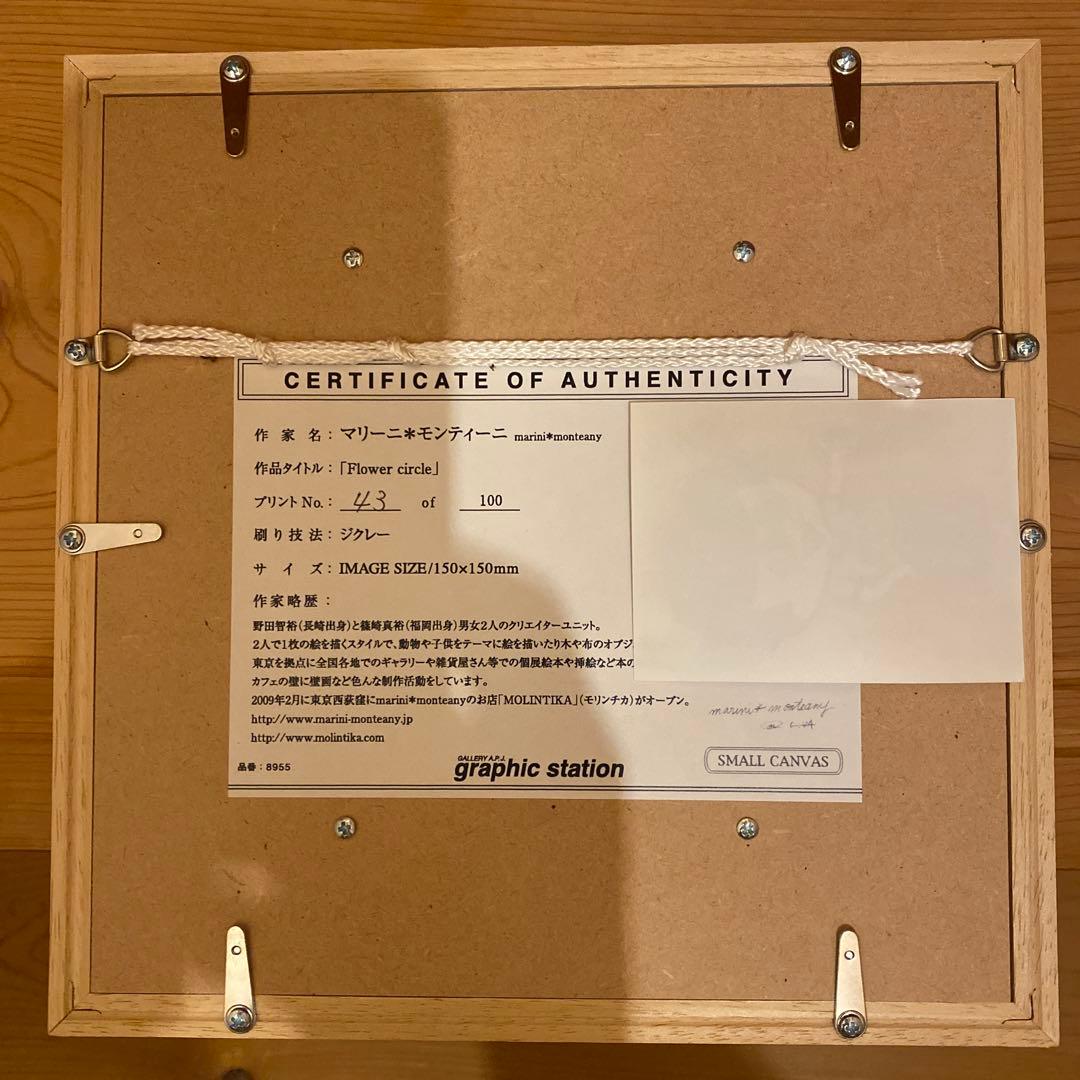 CERTIFICATE OF AUTHENTICITY
作家名：マリーニ＊モンティーニ marini＊monteany
作品タイトル：「Flower circle」
プリントNo.：43 of 100
刷り技法：ジクレー
サイズ：IMAGE SIZE/150×150mm
作家略歴：
野田智裕(長崎出身)と篠崎真裕(福岡出身)男女2人のクリエイターユニット。
2人で1枚の絵を描くスタイルで、動物や子供をテーマに絵を描いたり木や布のオブジ
東京を拠点に全国各地でのギャラリーや雑貨屋さん等での個展絵本や挿絵など本の
カフェの壁に壁画など色んな制作活動をしています。
2009年2月に東京西荻窪にmarini＊monteanyのお店「MOLINTIKA」(モリンチカ)がオープン。
http://www.marini-monteany.jp
http://www.molintika.com
marini＊monteany
品番：8955
GALLERY A.P.J.
graphic station
SMALL CANVAS